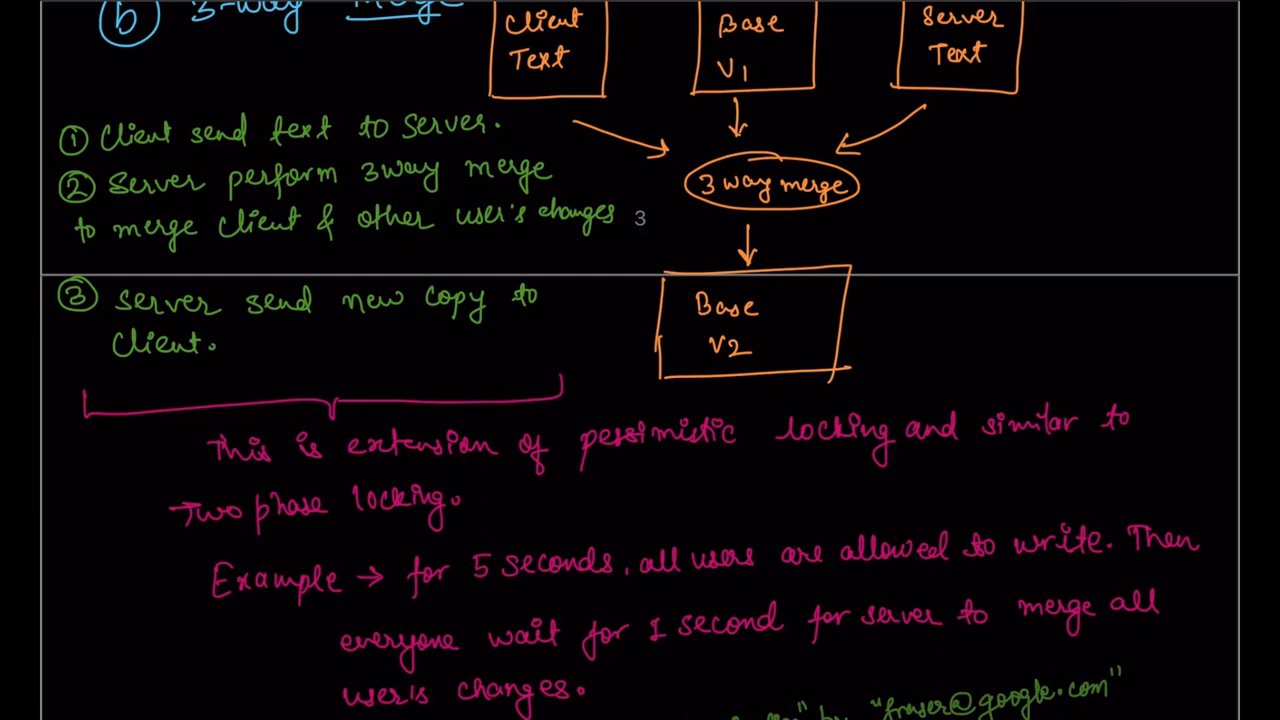 b 3-way Merge
Client
Text
Base
V1
Server
Text
① Client send text to Server.
② Server perform 3way merge
to merge Client & other user's changes
3
3 way merge
③ Server send new copy to
Client.
Base
V2
This is extension of pessimistic locking and similar to
Two phase locking.
Example → for 5 seconds, all users are allowed to write. Then
everyone wait for 1 second for server to merge all
user's changes.
by "fraser@google.com"